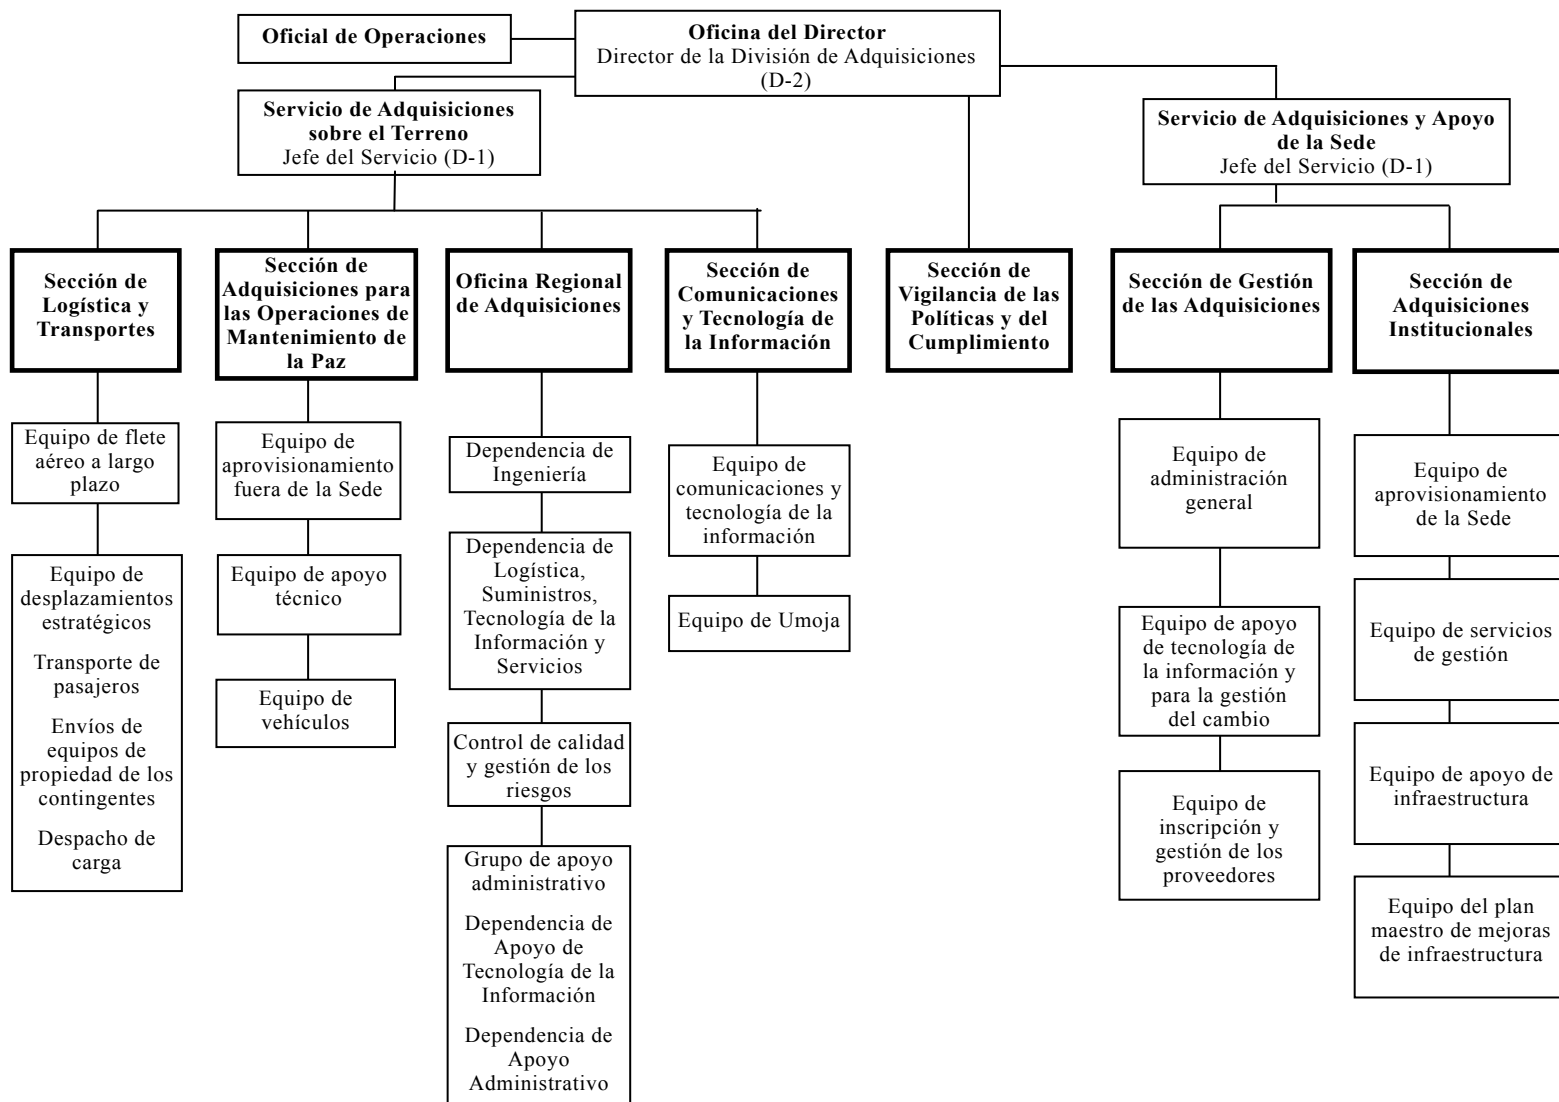 Oficial de Operaciones
Oficina del Director
Director de la División de Adquisiciones
(D-2)
Servicio de Adquisiciones
sobre el Terreno
Jefe del Servicio (D-1)
Servicio de Adquisiciones y Apoyo
de la Sede
Jefe del Servicio (D-1)
Sección de
Logística y
Transportes
Sección de
Adquisiciones para
las Operaciones de
Mantenimiento de
la Paz
Oficina Regional
de Adquisiciones
Sección de
Comunicaciones
y Tecnología de
la Información
Sección de
Vigilancia de las
Políticas y del
Cumplimiento
Sección de Gestión
de las Adquisiciones
Sección de
Adquisiciones
Institucionales
Equipo de flete
aéreo a largo
plazo
Equipo de
desplazamientos
estratégicos
Transporte de
pasajeros
Envíos de
equipos de
propiedad de los
contingentes
Despacho de
carga
Equipo de
aprovisionamiento
fuera de la Sede
Equipo de apoyo
técnico
Equipo de
vehículos
Dependencia de
Ingeniería
Dependencia de
Logística,
Suministros,
Tecnología de la
Información y
Servicios
Control de calidad
y gestión de los
riesgos
Grupo de apoyo
administrativo
Dependencia de
Apoyo de
Tecnología de la
Información
Dependencia de
Apoyo
Administrativo
Equipo de
comunicaciones y
tecnología de la
información
Equipo de Umoja
Equipo de
administración
general
Equipo de apoyo
de tecnología de
la información y
para la gestión
del cambio
Equipo de
inscripción y
gestión de los
proveedores
Equipo de
aprovisionamiento
de la Sede
Equipo de servicios
de gestión
Equipo de apoyo de
infraestructura
Equipo del plan
maestro de mejoras
de infraestructura